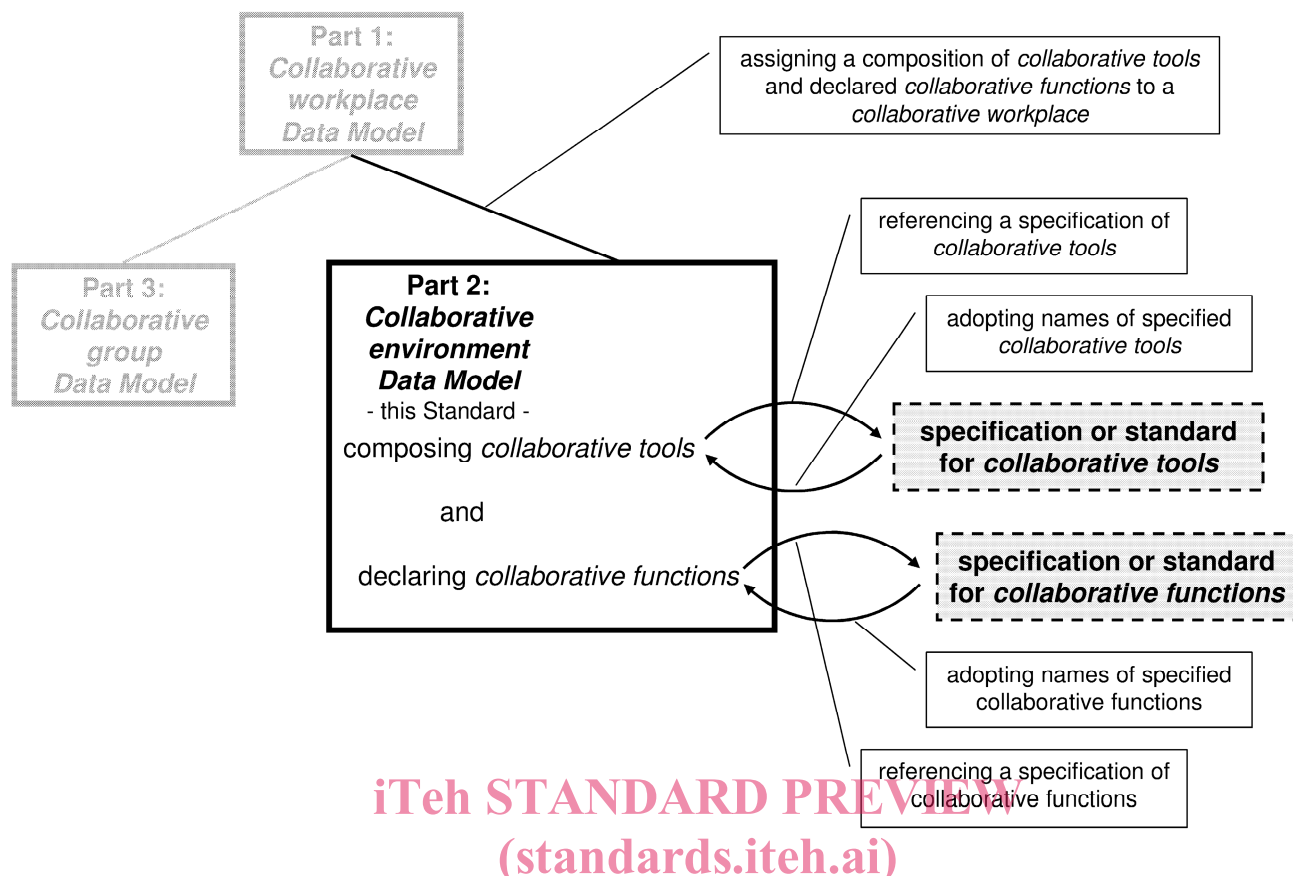 Part 1:
Collaborative
workplace
Data Model
assigning a composition of collaborative tools
and declared collaborative functions to a
collaborative workplace
referencing a specification of
collaborative tools
Part 3:
Collaborative
group
Data Model
Part 2:
Collaborative
environment
Data Model
- this Standard -
composing collaborative tools
and
declaring collaborative functions
adopting names of specified
collaborative tools
specification or standard
for collaborative tools
specification or standard
for collaborative functions
adopting names of specified
collaborative functions
referencing a specification of
collaborative functions
iTeh STANDARD PREVIEW
(standards.iteh.ai)